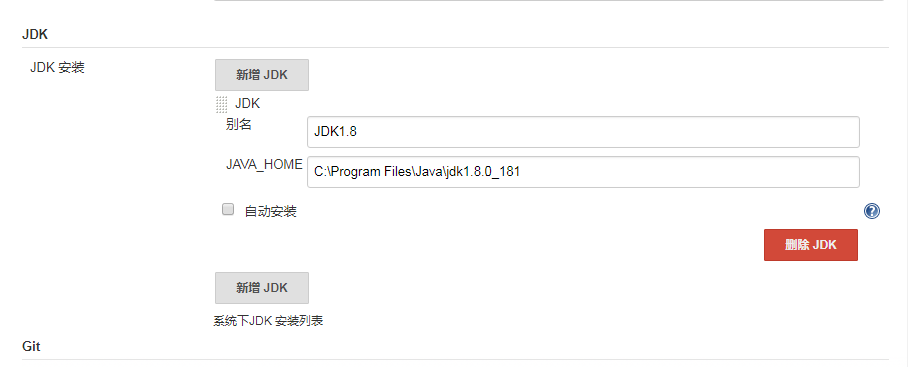 JDK
JDK 安装
新增 JDK
JDK
别名
JDK1.8
JAVA_HOME
C:\Program Files\Java\jdk1.8.0_181
自动安装
?
删除 JDK
新增 JDK
系统下JDK 安装列表
Git